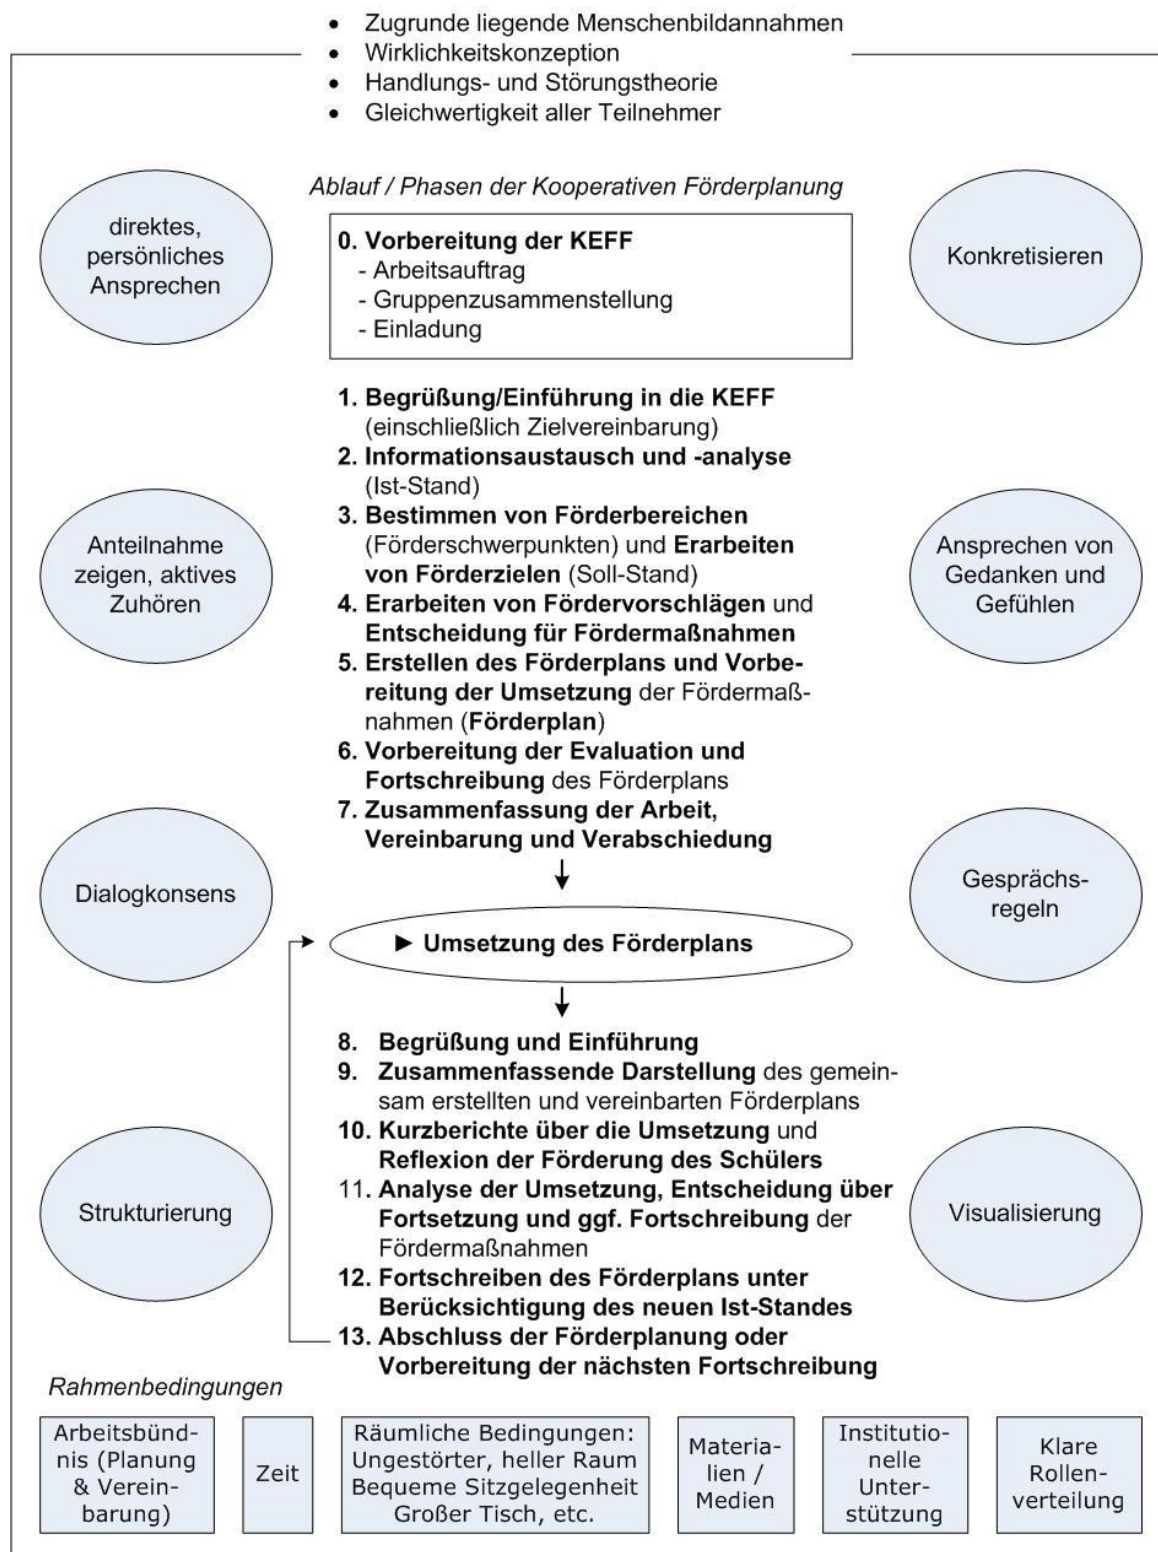 • Zugrunde liegende Menschenbildannahmen
• Wirklichkeitskonzeption
• Handlungs- und Störungstheorie
• Gleichwertigkeit aller Teilnehmer
Ablauf / Phasen der Kooperativen Förderplanung
direktes,
persönliches
Ansprechen
Anteilnahme
zeigen, aktives
Zuhören
Dialogkonsens
Strukturierung
0. Vorbereitung der KEFF
- Arbeitsauftrag
- Gruppenzusammenstellung
- Einladung
1. Begrüßung/Einführung in die KEFF
(einschließlich Zielvereinbarung)
2. Informationsaustausch und -analyse
(Ist-Stand)
3. Bestimmen von Förderbereichen
(Förderschwerpunkten) und Erarbeiten
von Förderzielen (Soll-Stand)
4. Erarbeiten von Fördervorschlägen und
Entscheidung für Fördermaßnahmen
5. Erstellen des Förderplans und Vorbe-
reitung der Umsetzung der Fördermaß-
nahmen (Förderplan)
6. Vorbereitung der Evaluation und
Fortschreibung des Förderplans
7. Zusammenfassung der Arbeit,
Vereinbarung und Verabschiedung
► Umsetzung des Förderplans
8. Begrüßung und Einführung
9. Zusammenfassende Darstellung des gemein-
sam erstellten und vereinbarten Förderplans
10. Kurzberichte über die Umsetzung und
Reflexion der Förderung des Schülers
11. Analyse der Umsetzung, Entscheidung über
Fortsetzung und ggf. Fortschreibung der
Fördermaßnahmen
12. Fortschreiben des Förderplans unter
Berücksichtigung des neuen Ist-Standes
13. Abschluss der Förderplanung oder
Vorbereitung der nächsten Fortschreibung
Konkretisieren
Ansprechen von
Gedanken und
Gefühlen
Gesprächs-
regeln
Visualisierung
Rahmenbedingungen
Arbeitsbünd-
nis (Planung
& Verein-
barung)
Zeit
Räumliche Bedingungen:
Ungestörter, heller Raum
Bequeme Sitzgelegenheit
Großer Tisch, etc.
Materia-
lien /
Medien
Institutio-
nelle
Unter-
stützung
Klare
Rollen-
verteilung